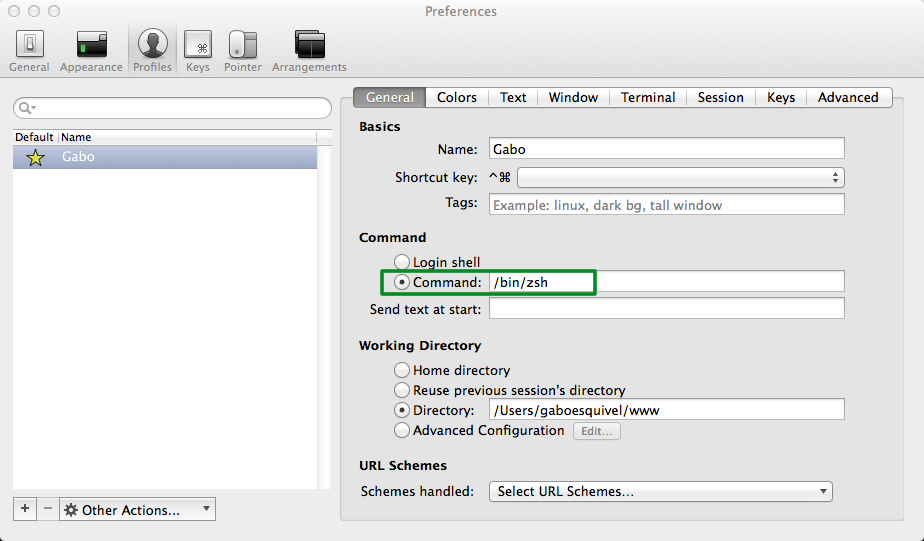 Preferences
General Appearance Profiles Keys Pointer Arrangements
General Colors Text Window Terminal Session Keys Advanced
Default Name
Gabo
Basics
Name: Gabo
Shortcut key: ^⌘
Tags: Example: linux, dark bg, tall window
Command
Login shell
Command: /bin/zsh
Send text at start:
Working Directory
Home directory
Reuse previous session's directory
Directory: /Users/gaboesquivel/www
Advanced Configuration Edit...
URL Schemes
Schemes handled: Select URL Schemes...
+ − Other Actions...